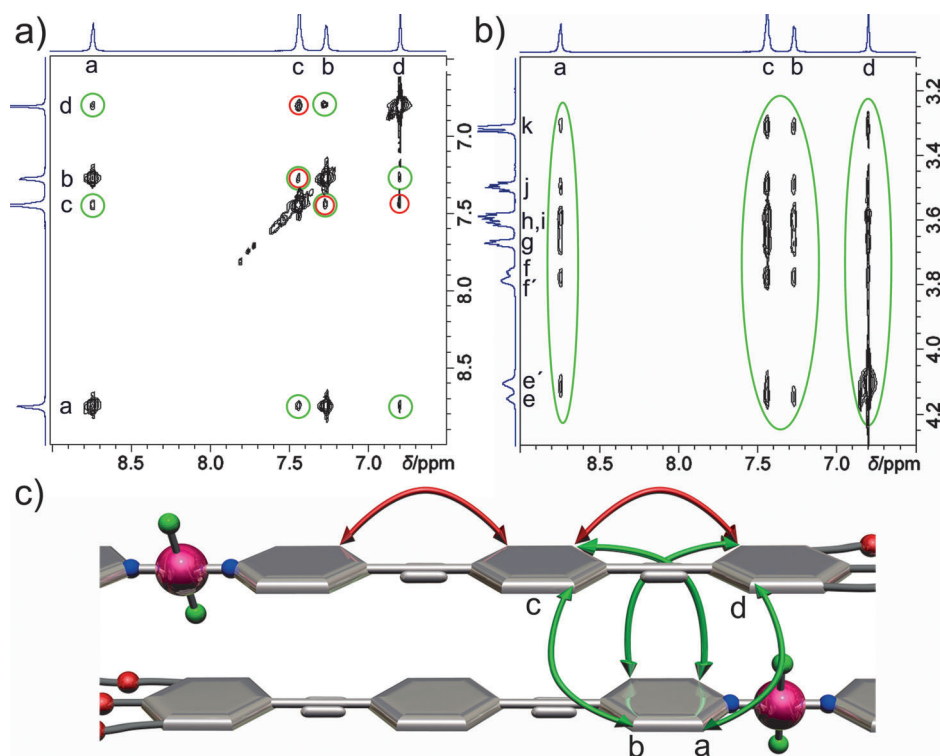 a)
a c b d
d
b
c
a
7.0
7.5
8.0
8.5
8.5 8.0 7.5 7.0 δ/ppm
b)
a c b d
k
j
h,i
g
f
f´
e´
e
3.2
3.4
3.6
3.8
4.0
4.2
8.5 8.0 7.5 7.0 δ/ppm
c)
c d
b a